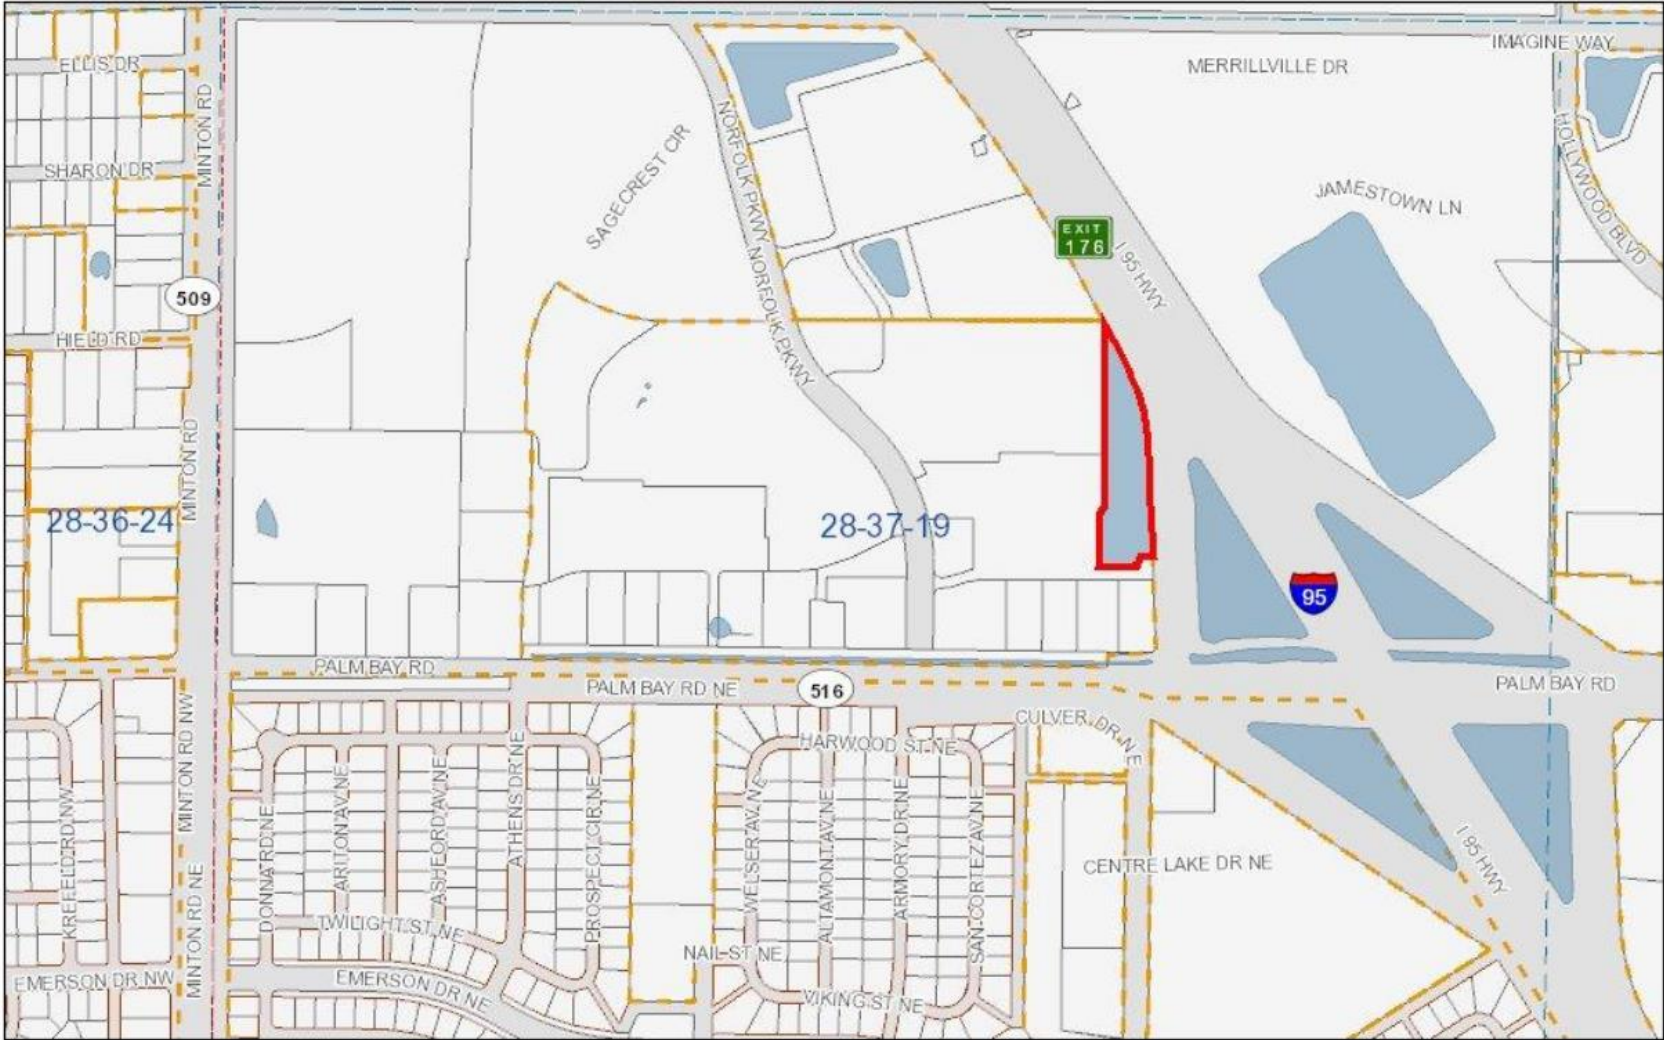 IMAGINE WAY
ELLIS DR
MERRILLVILLE DR
MINTON RD
NORFOLK PKWY
SAGECREST CIR
HOLLYWOOD BLVD
SHARON DR
JAMESTOWN LN
EXIT
176
I 95 HWY
509
NORFOLK PKWY
HIELD RD
MINTON RD
28-36-24
28-37-19
95
PALM BAY RD
PALM BAY RD NE
516
PALM BAY RD
MINTON RD NW
CULVER DR NE
HARWOOD ST NE
KREFELD RD NW
DONNA RD NE
ARITON AV NE
ASHEFORD AV NE
ATHENS DR NE
PROSPECT CIR NE
WELSER AV NE
ALTAMONT AV NE
ARMORY DR NE
SAN CORTEZ AV NE
CENTRE LAKE DR NE
I 95 HWY
MINTON RD NE
TWILIGHT ST NE
NAIL ST NE
EMERSON DR NW
EMERSON DR NE
VIKING ST NE